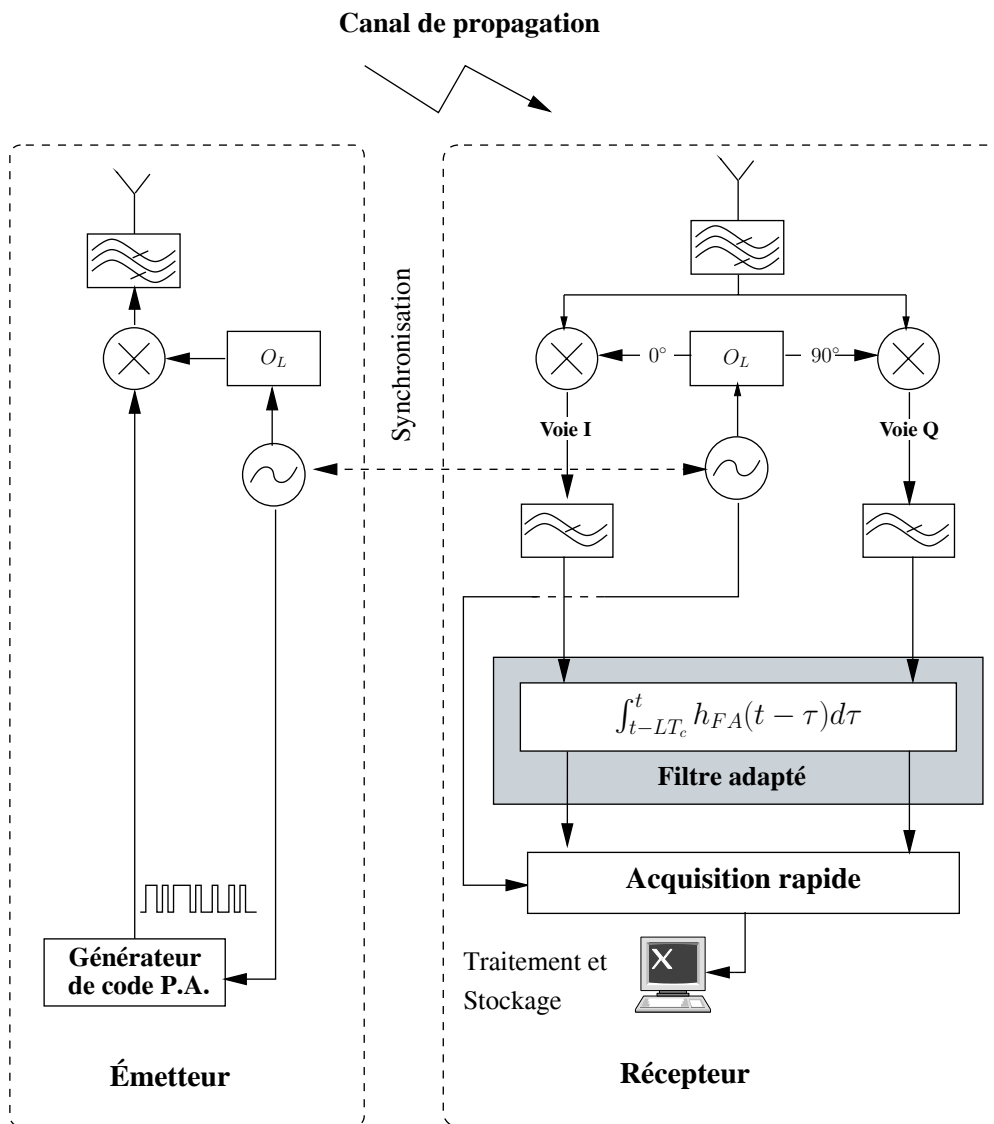 Canal de propagation
Synchronisation
O_L
O_L
0°
90°
Voie I
Voie Q
∫_{t−LT_c}^{t} h_{FA}(t − τ)dτ
Filtre adapté
Acquisition rapide
Générateur
de code P.A.
Traitement et
Stockage
X
Émetteur
Récepteur